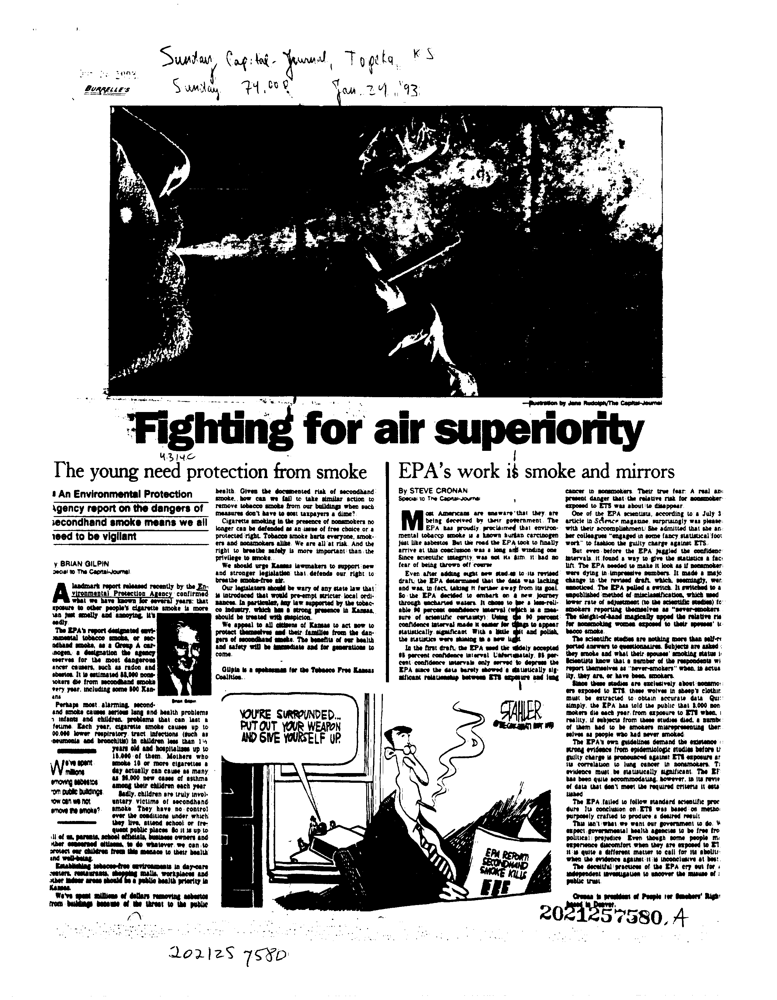 Sunday Capital-Journal, Topeka, KS
Sunday 74,000 Jan. 24, '93
BURRELLE'S
Illustration by Jana Rudolph/The Capital-Journal
Fighting for air superiority
4314C
The young need protection from smoke
An Environmental Protection
Agency report on the dangers of
secondhand smoke means we all
need to be vigilant
BRIAN GILPIN
Special to The Capital-Journal
A landmark report released recently by the En-
vironmental Protection Agency confirmed
what we have known for several years: that
exposure to other people's cigarette smoke is more
than just smelly and annoying, it's
deadly.
The EPA's report designated envi-
ronmental tobacco smoke, or sec-
ondhand smoke, as a Group A car-
cinogen, a designation the agency
reserves for the most dangerous
cancer causers, such as radon and
asbestos. It is estimated
smokers die from secondhand smoke
every year, including some
Brian Gilpin
Perhaps most alarming, second-
hand smoke causes serious lung and health problems
in infants and children, problems that can last a
lifetime. Each year, cigarette smoke causes up to
lower respiratory tract infections (such as
pneumonia and bronchitis) in children less than 1½
years old and hospitalizes up to
15,000 of them. Mothers who
smoke 10 or more cigarettes a
day actually can cause as many
as 26,000 new cases of asthma
among their children each year.
Sadly, children are truly invol-
untary victims of secondhand
smoke. They have no control
over the conditions under which
they live, attend school or fre-
quent public places. So it is up to
all of us, parents, school officials, business owners and
other concerned citizens, to do whatever we can to
protect our children from this menace to their health
and well-being.
Establishing tobacco-free environments in day-care
centers, restaurants, shopping malls, workplaces and
other indoor areas should be a public health priority in
Kansas.
We've spent millions of dollars removing asbestos
from buildings because of the threat to the public
We've spent
millions
removing asbestos
from public buildings,
how can we not
remove the smoke?
health. Given the documented risk of secondhand
smoke, how can we fail to take similar action to
remove tobacco smoke from our buildings when such
measures don't have to cost taxpayers a dime?
Cigarette smoking in the presence of nonsmokers no
longer can be defended as an issue of free choice or a
protected right. Tobacco smoke harts everyone, smok-
ers and nonsmokers alike. We are all at risk. And the
right to breathe safely is more important than the
privilege to smoke.
We should urge Kansas lawmakers to support new
and stronger legislation that defends our right to
breathe smoke-free air.
Our legislators should be wary of any state law that
is introduced that would pre-empt stricter local ordi-
nances. In particular, any law supported by the tobac-
co industry, which has a strong presence in Kansas,
should be treated with suspicion.
We appeal to all citizens of Kansas to act now to
protect themselves and their families from the dan-
gers of secondhand smoke. The benefits of our health
and safety will be immediate and for generations to
come.
Gilpin is a spokesman for the Tobacco Free Kansas
Coalition.
YOU'RE SURROUNDED...
PUT OUT YOUR WEAPON
AND GIVE YOURSELF UP.
STAHLER
EPA REPORT:
SECONDHAND
SMOKE KILLS
EPA's work is smoke and mirrors
By STEVE CRONAN
Special to The Capital-Journal
Most Americans are unaware that they are
being deceived by their government. The
EPA has proudly proclaimed that environ-
mental tobacco smoke is a known human carcinogen
just like asbestos. But the road the EPA took to finally
arrive at this conclusion was a long and winding one.
Since scientific integrity was not its aim, it had no
fear of being thrown off course.
Even after adding eight new studies to its revised
draft, the EPA determined that the data was lacking
and was, in fact, taking it further away from its goal.
So the EPA decided to embark on a new journey
through uncharted waters. It chose to use a less-reli-
able 90 percent confidence interval (which is a mea-
sure of scientific certainty). Using the 90 percent
confidence interval made it easier for things to appear
statistically significant. With a little spit and polish,
the statistics were shining in a new light.
In the first draft, the EPA used the widely accepted
95 percent confidence interval. Unfortunately, 95 per-
cent confidence intervals only served to depress the
EPA since the data barely showed a statistically sig-
nificant relationship between ETS exposure and lung
cancer in nonsmokers. Their true fear: A real and
present danger that the relative risk for nonsmokers
exposed to ETS was about to disappear.
One of the EPA scientists, according to a July
article in Science magazine, surprisingly was pleased
with their accomplishment. She admitted that she and
her colleagues "engaged in some fancy statistical foot-
work" to fashion the guilty charge against ETS.
But even before the EPA juggled the confidence
intervals, it found a way to give the statistics a face
lift. The EPA needed to make it look as if nonsmokers
were dying in impressive numbers. It made a major
change in the revised draft, which, seemingly, went
unnoticed. The EPA pulled a switch. It switched to an
unpublished method of misclassification, which used
lower rate of adjustment (to the scientific studies) for
smokers reporting themselves as "never-smokers."
The sleight-of-hand magically upped the relative risk
for nonsmoking women exposed to their spouses' to-
bacco smoke.
The scientific studies are nothing more than self-re-
ported answers to questionnaires. Subjects are asked if
they smoke and what their spouses' smoking status is.
Scientists know that a number of the respondents will
report themselves as "never-smokers" when, in actual-
ity, they are, or have been, smokers.
Since these studies are exclusively about nonsmok-
ers exposed to ETS, these wolves in sheep's clothing
must be extracted to obtain accurate data. Quite
simply, the EPA has told the public that 3,000 non-
smokers die each year from exposure to ETS when, in
reality, if subjects from these studies died, a number
of them had to be smokers misrepresenting them-
selves as people who had never smoked.
The EPA's own guidelines demand the existence of
strong evidence from epidemiologic studies before
guilty charge is pronounced against ETS exposure and
its correlation to lung cancer in nonsmokers. The
evidence must be statistically significant. The EPA
has been quite accommodating, however, in its review
of data that don't meet the required criteria it estab-
lished.
The EPA failed to follow standard scientific proce-
dure. Its conclusion on ETS was based on methods
purposely crafted to produce a desired result.
This isn't what we want our government to do. We
expect governmental health agencies to be free from
political prejudice. Even though some people may
experience discomfort when they are exposed to ETS,
it is quite a different matter to call for its abolition
when the evidence against it is inconclusive at best.
The deceitful practices of the EPA cry out for an
independent investigation to uncover the misuse of
public trust.
Cronan is president of People for Smokers' Rights
based in Denver.
2021257580.A
2021257580